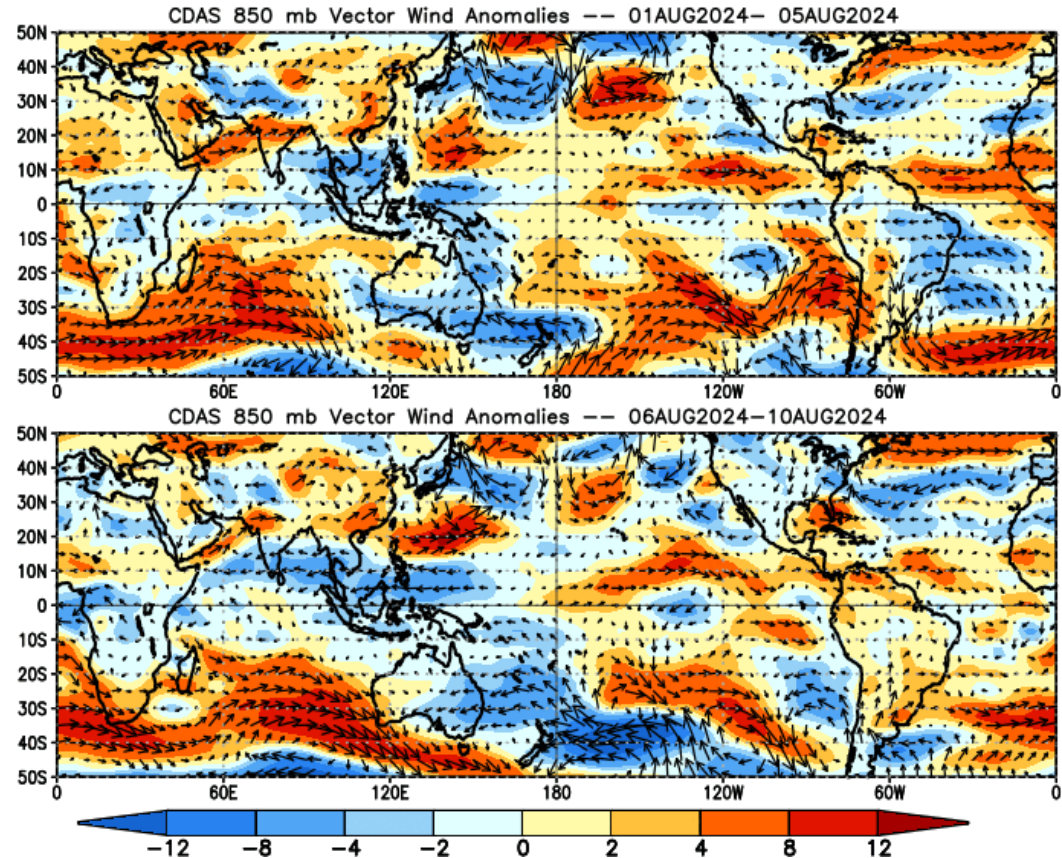 CDAS 850 mb Vector Wind Anomalies -- 01AUG2024- 05AUG2024
50N
40N
30N
20N
10N
0
10S
20S
30S
40S
50S
0 60E 120E 180 120W 60W 0
CDAS 850 mb Vector Wind Anomalies -- 06AUG2024-10AUG2024
50N
40N
30N
20N
10N
0
10S
20S
30S
40S
50S
0 60E 120E 180 120W 60W 0
-12 -8 -4 -2 0 2 4 8 12